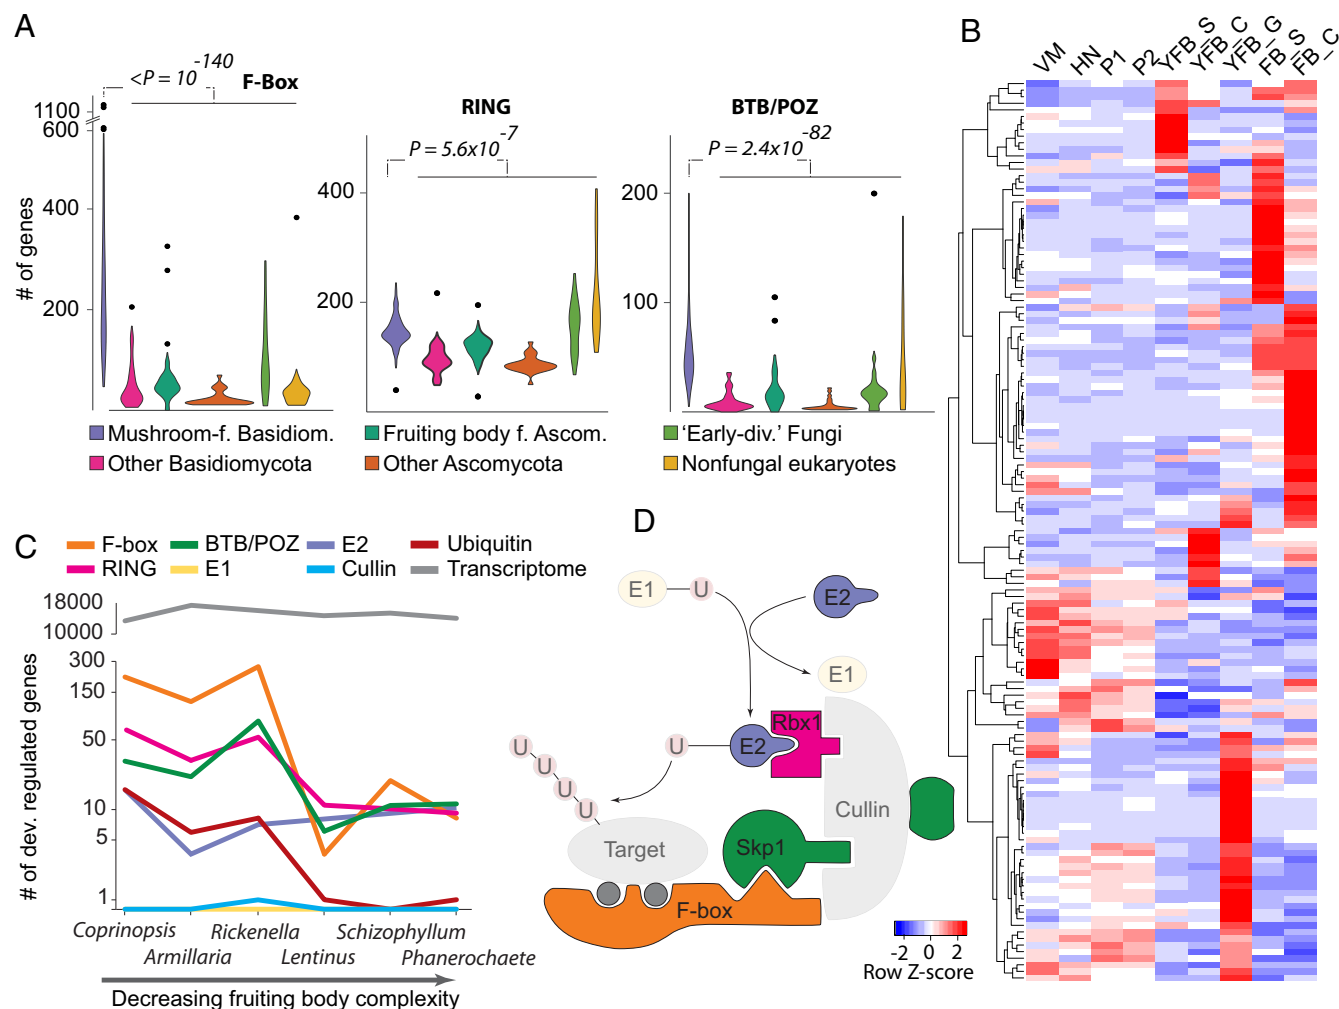 A
<P = 10 -140
F-Box
RING
P = 5.6x10 -7
BTB/POZ
P = 2.4x10 -82
# of genes
1100
600
400
200
400
200
200
100
Mushroom-f. Basidiom.
Fruiting body f. Ascom.
'Early-div.' Fungi
Other Basidiomycota
Other Ascomycota
Nonfungal eukaryotes
B
VM HN P1 P2 YFB_S YFB_C YFB_G FB_S FB_C
-2 0 2
Row Z-score
C
F-box BTB/POZ E2 Ubiquitin
RING E1 Cullin Transcriptome
# of dev. regulated genes
18000
10000
300
150
50
10
5
1
Coprinopsis Rickenella Schizophyllum
Armillaria Lentinus Phanerochaete
Decreasing fruiting body complexity
D
E1 U E2
E1
Rbx1
U U U U U E2
Cullin
Target Skp1
F-box